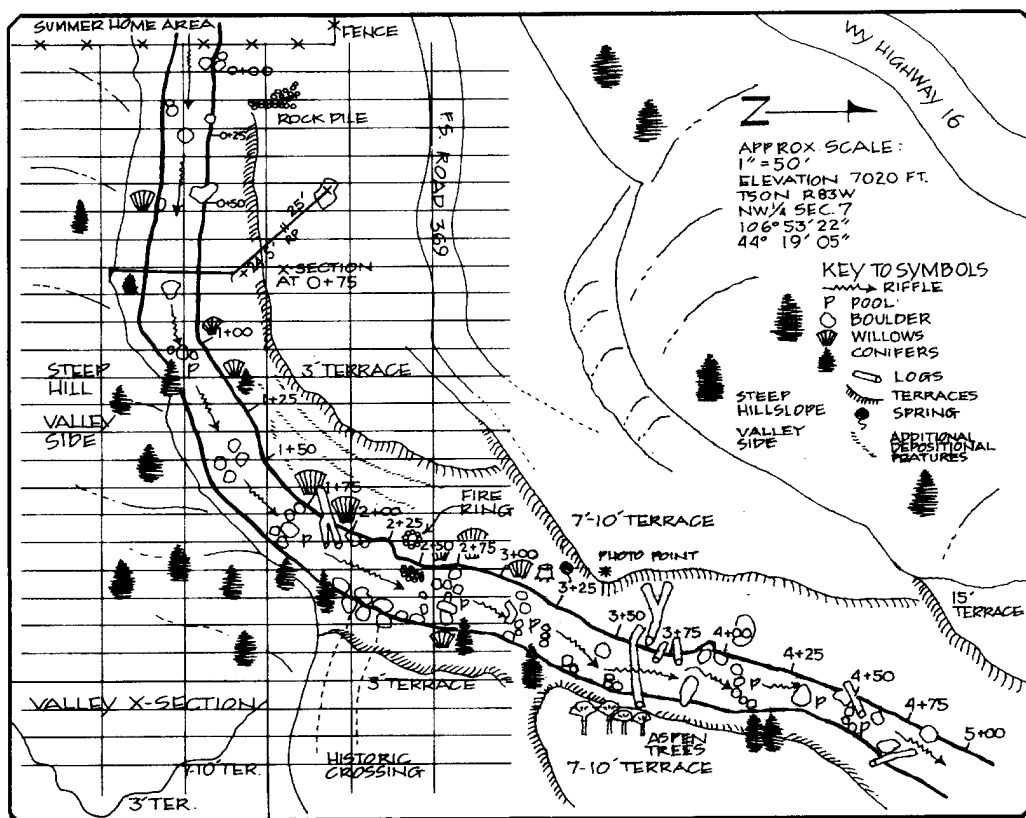 SUMMER HOME AREA
FENCE
WY HIGHWAY 16
0+00
ROCK PILE
0+25
F.S. ROAD 369
0+50
25'
RP
X-SECTION
AT 0+75
N
APPROX SCALE:
1" = 50'
ELEVATION 7020 FT.
T50N R83W
NW 1/4 SEC. 7
106° 53' 22"
44° 19' 05"
KEY TO SYMBOLS
RIFFLE
P POOL
BOULDER
WILLOWS
CONIFERS
LOGS
TERRACES
SPRING
ADDITIONAL
DEPOSITIONAL
FEATURES
STEEP
HILLSLOPE
VALLEY
SIDE
1+00
P
STEEP
HILL
VALLEY
SIDE
3' TERRACE
1+25
1+50
1+75
FIRE
RING
2+00
2+25
2+50
2+75
3+00
3+25
7'-10' TERRACE
PHOTO POINT
15'
TERRACE
P
P
P
3+50
3+75
4+00
4+25
4+50
4+75
5+00
P
P
P
3' TERRACE
VALLEY X-SECTION
7-10' TER.
3' TER.
HISTORIC
CROSSING
ASPEN
TREES
7-10' TERRACE